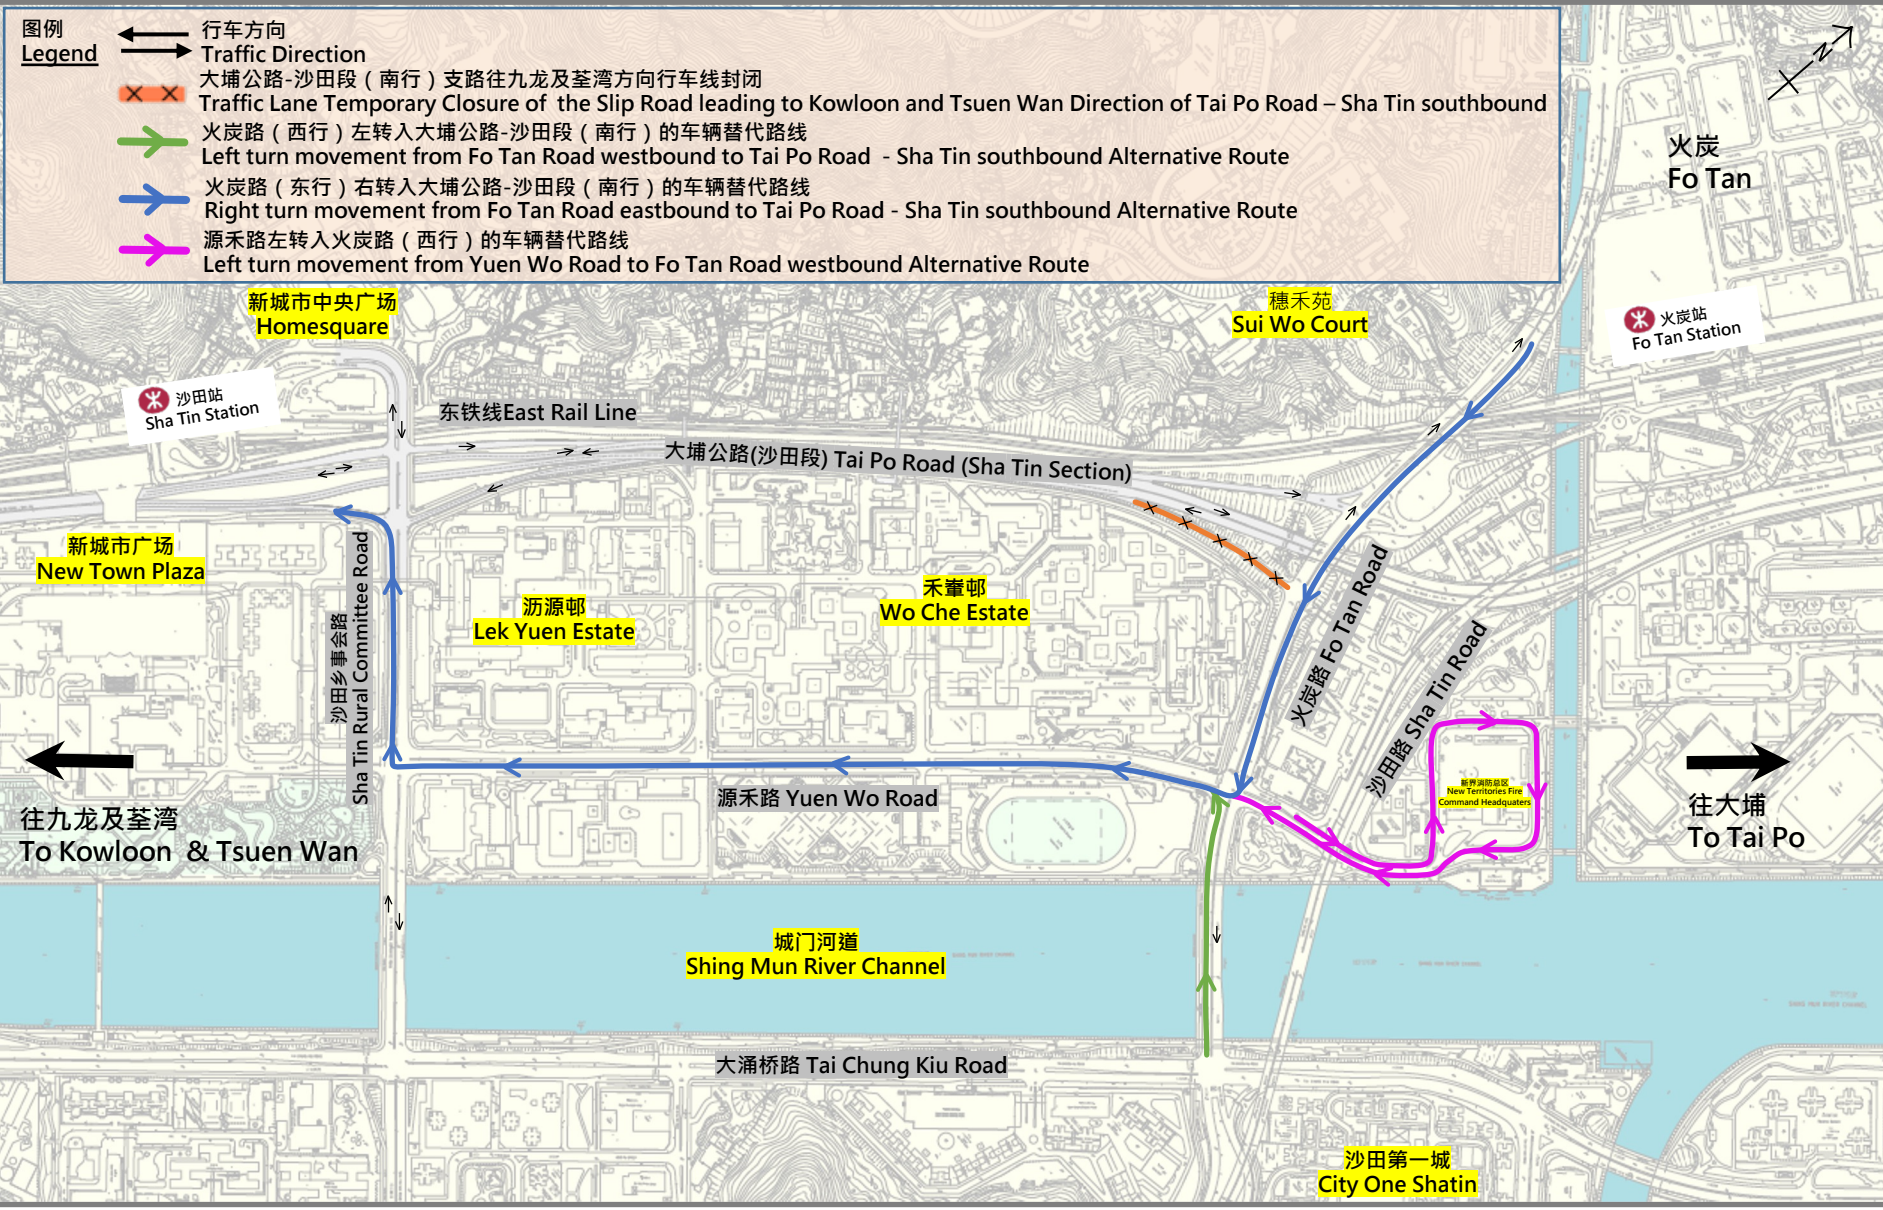 图例
Legend
行车方向
Traffic Direction
大埔公路-沙田段（南行）支路往九龙及荃湾方向行车线封闭
Traffic Lane Temporary Closure of the Slip Road leading to Kowloon and Tsuen Wan Direction of Tai Po Road – Sha Tin southbound
火炭路（西行）左转入大埔公路-沙田段（南行）的车辆替代路线
Left turn movement from Fo Tan Road westbound to Tai Po Road - Sha Tin southbound Alternative Route
火炭路（东行）右转入大埔公路-沙田段（南行）的车辆替代路线
Right turn movement from Fo Tan Road eastbound to Tai Po Road - Sha Tin southbound Alternative Route
源禾路左转入火炭路（西行）的车辆替代路线
Left turn movement from Yuen Wo Road to Fo Tan Road westbound Alternative Route
N
火炭
Fo Tan
新城市中央广场
Homesquare
穗禾苑
Sui Wo Court
火炭站
Fo Tan Station
沙田站
Sha Tin Station
东铁线East Rail Line
大埔公路(沙田段) Tai Po Road (Sha Tin Section)
新城市广场
New Town Plaza
沙田乡事会路
Sha Tin Rural Committee Road
沥源邨
Lek Yuen Estate
禾輋邨
Wo Che Estate
火炭路 Fo Tan Road
沙田路 Sha Tin Road
新界消防总区
New Territories Fire
Command Headquaters
往九龙及荃湾
To Kowloon & Tsuen Wan
源禾路 Yuen Wo Road
往大埔
To Tai Po
城门河道
Shing Mun River Channel
大涌桥路 Tai Chung Kiu Road
沙田第一城
City One Shatin